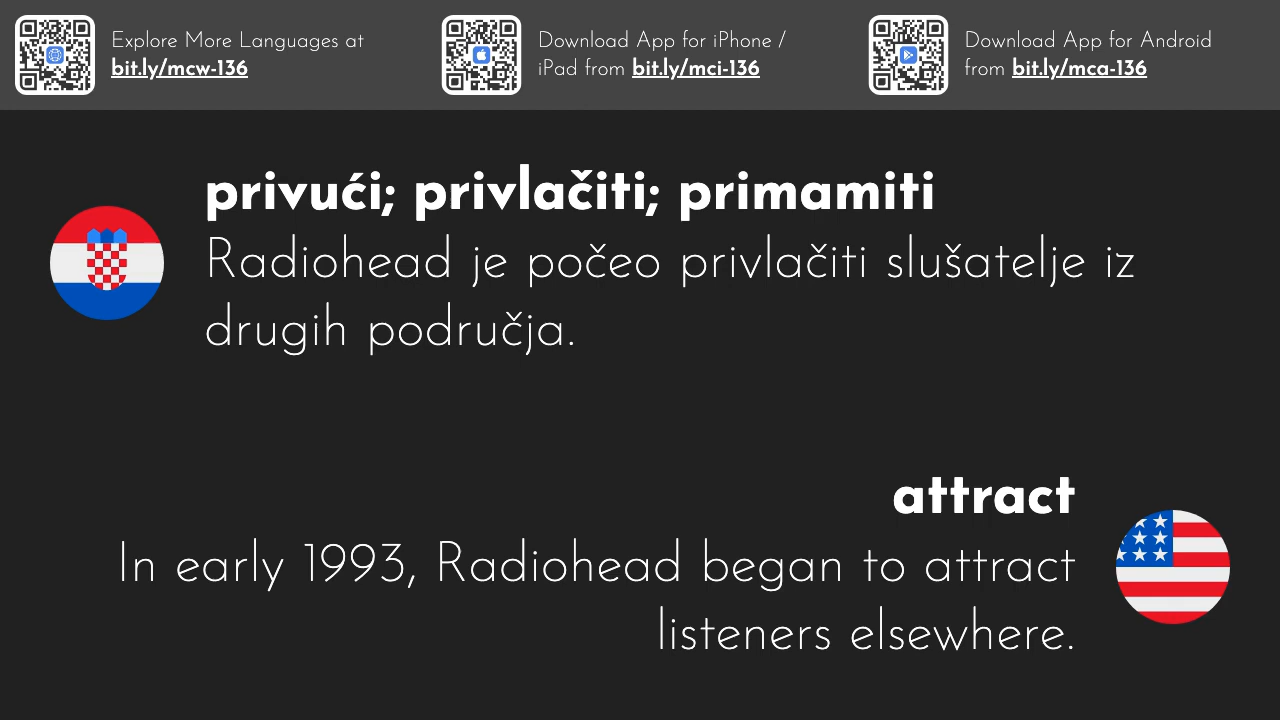 Explore More Languages at
bit.ly/mcw-136
Download App for iPhone /
iPad from bit.ly/mci-136
Download App for Android
from bit.ly/mca-136
privući; privlačiti; primamiti
Radiohead je počeo privlačiti slušatelje iz
drugih područja.
attract
In early 1993, Radiohead began to attract
listeners elsewhere.